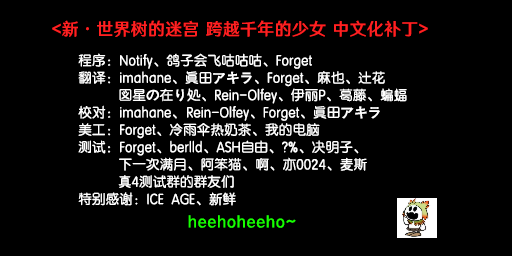 <新·世界树的迷宫 跨越千年的少女 中文化补丁>
程序：Notify、鸽子会飞咕咕咕、Forget
翻译：imahane、眞田アキラ、Forget、麻也、辻花
図星の在り処、Rein-Olfey、伊丽P、葛藤、蝙蝠
校对：imahane、Rein-Olfey、Forget、眞田アキラ
美工：Forget、冷雨伞热奶茶、我的电脑
测试：Forget、berlld、ASH自由、?%、决明子、
下一次满月、阿笨猫、啊、亦0024、麦斯
真4测试群的群友们
特别感谢：ICE AGE、新鲜
heehoheeho~